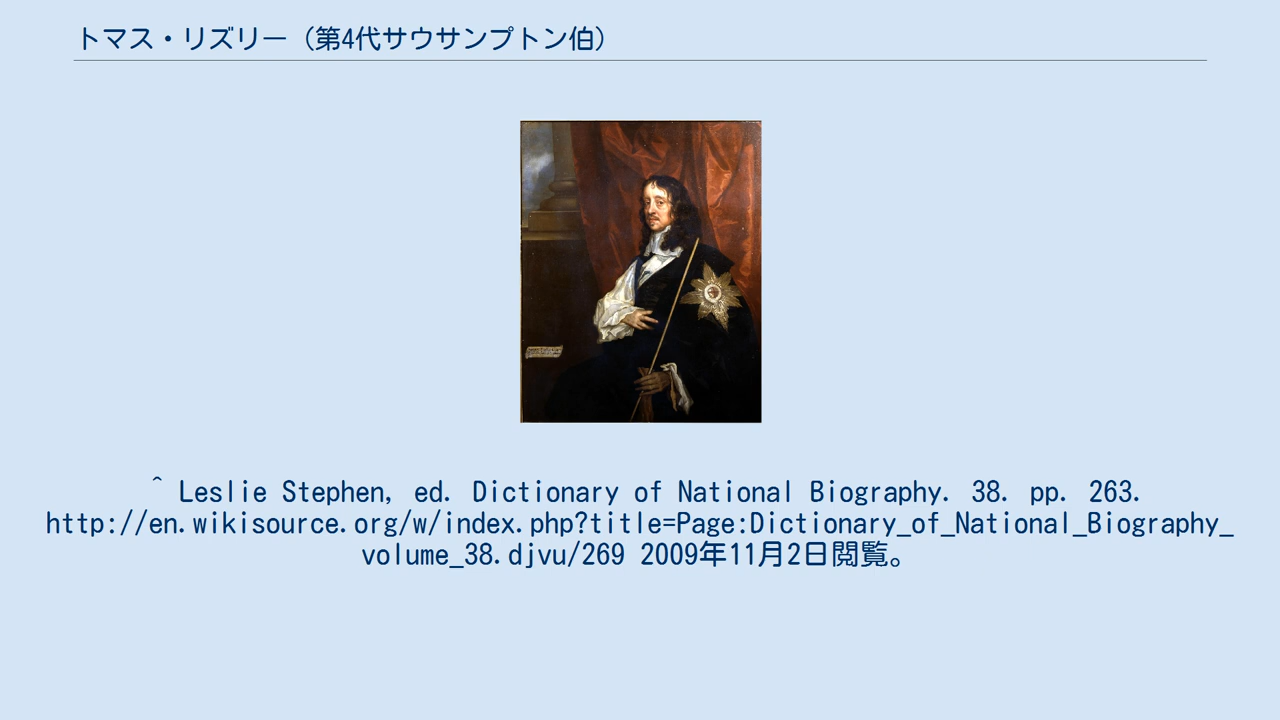 トマス・リズリー（第4代サウサンプトン伯）
^ Leslie Stephen, ed. Dictionary of National Biography. 38. pp. 263.
http://en.wikisource.org/w/index.php?title=Page:Dictionary_of_National_Biography_
volume_38.djvu/269 2009年11月2日閲覧。